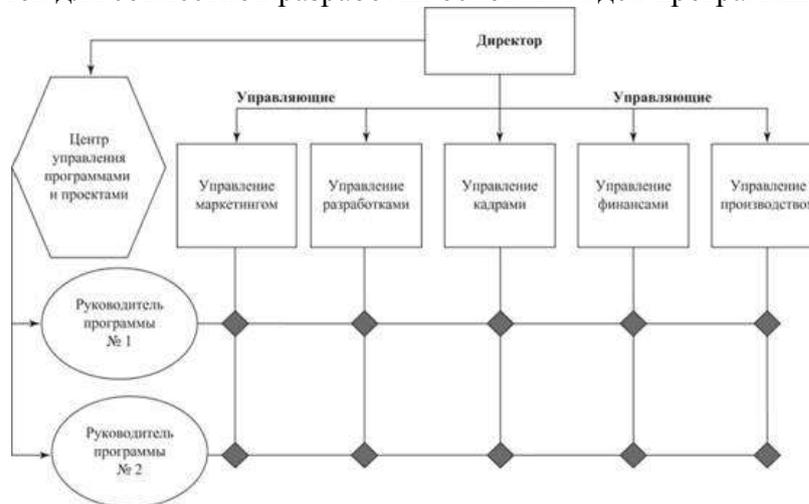 Директор
Управляющие
Управляющие
Центр
управления
программами
и проектами
Управление
маркетингом
Управление
разработками
Управление
кадрами
Управление
финансами
Управление
производством
Руководитель
программы
№ 1
Руководитель
программы
№ 2